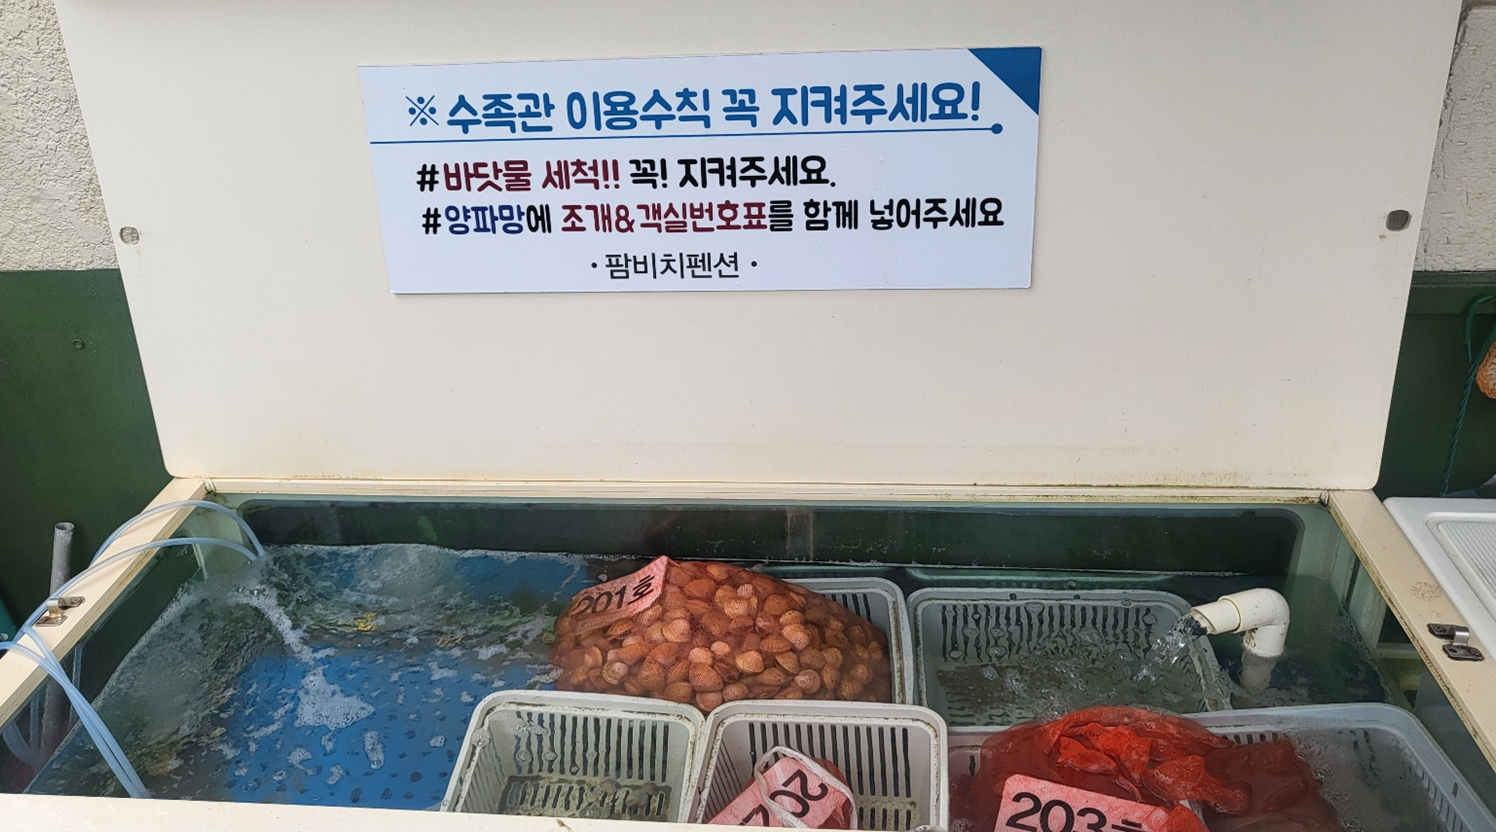 ※ 수족관 이용수칙 꼭 지켜주세요!
#바닷물 세척!! 꼭! 지켜주세요.
#양파망에 조개&객실번호표를 함께 넣어주세요
·팜비치펜션·
201호
203호